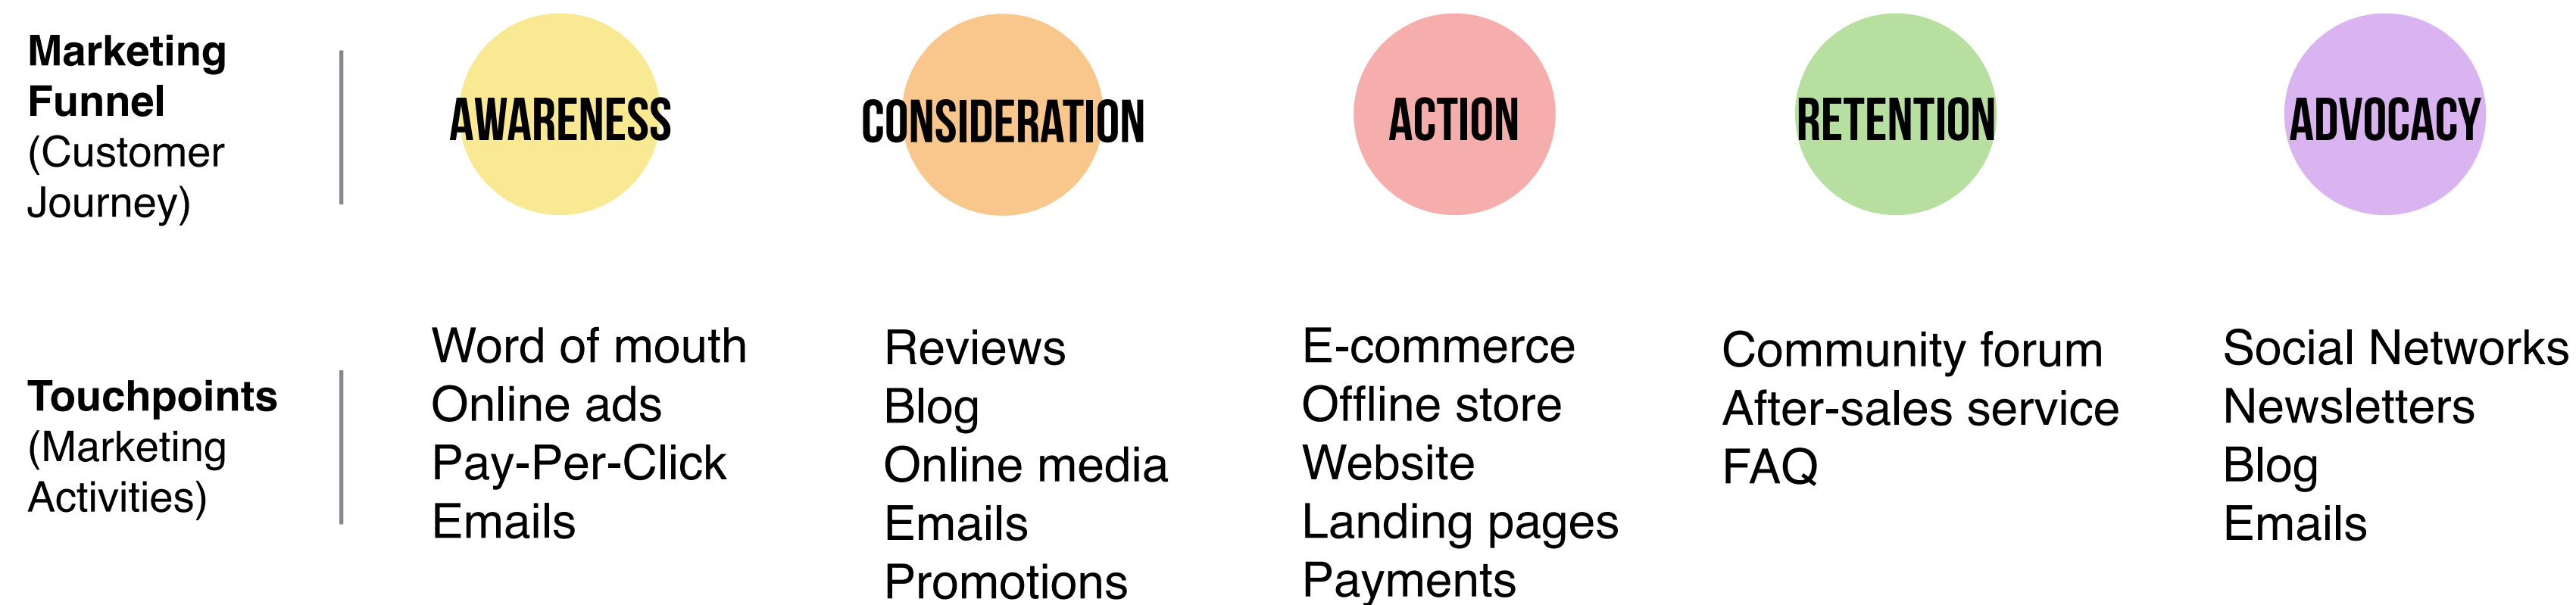 Marketing
Funnel
(Customer
Journey)
AWARENESS
CONSIDERATION
ACTION
RETENTION
ADVOCACY
Touchpoints
(Marketing
Activities)
Word of mouth
Online ads
Pay-Per-Click
Emails
Reviews
Blog
Online media
Emails
Promotions
E-commerce
Offline store
Website
Landing pages
Payments
Community forum
After-sales service
FAQ
Social Networks
Newsletters
Blog
Emails